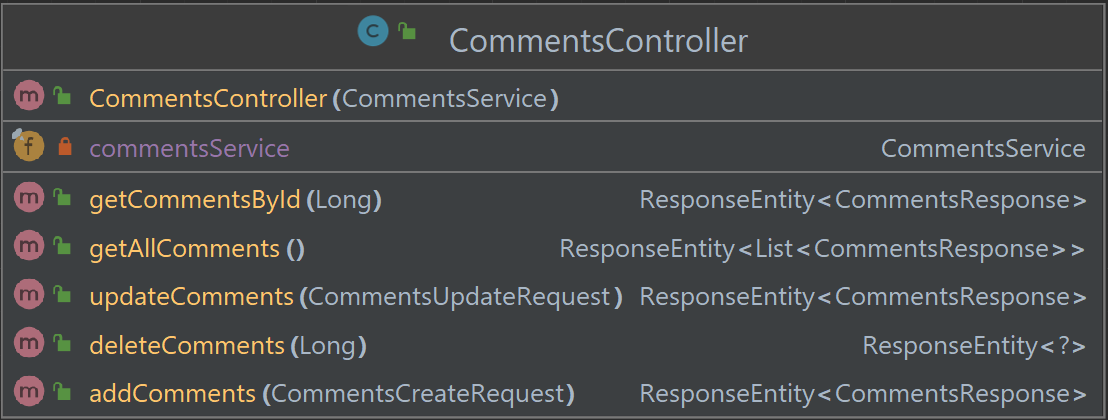 C CommentsController
m CommentsController(CommentsService)
f commentsService CommentsService
m getCommentsById(Long) ResponseEntity<CommentsResponse>
m getAllComments() ResponseEntity<List<CommentsResponse>>
m updateComments(CommentsUpdateRequest) ResponseEntity<CommentsResponse>
m deleteComments(Long) ResponseEntity<?>
m addComments(CommentsCreateRequest) ResponseEntity<CommentsResponse>